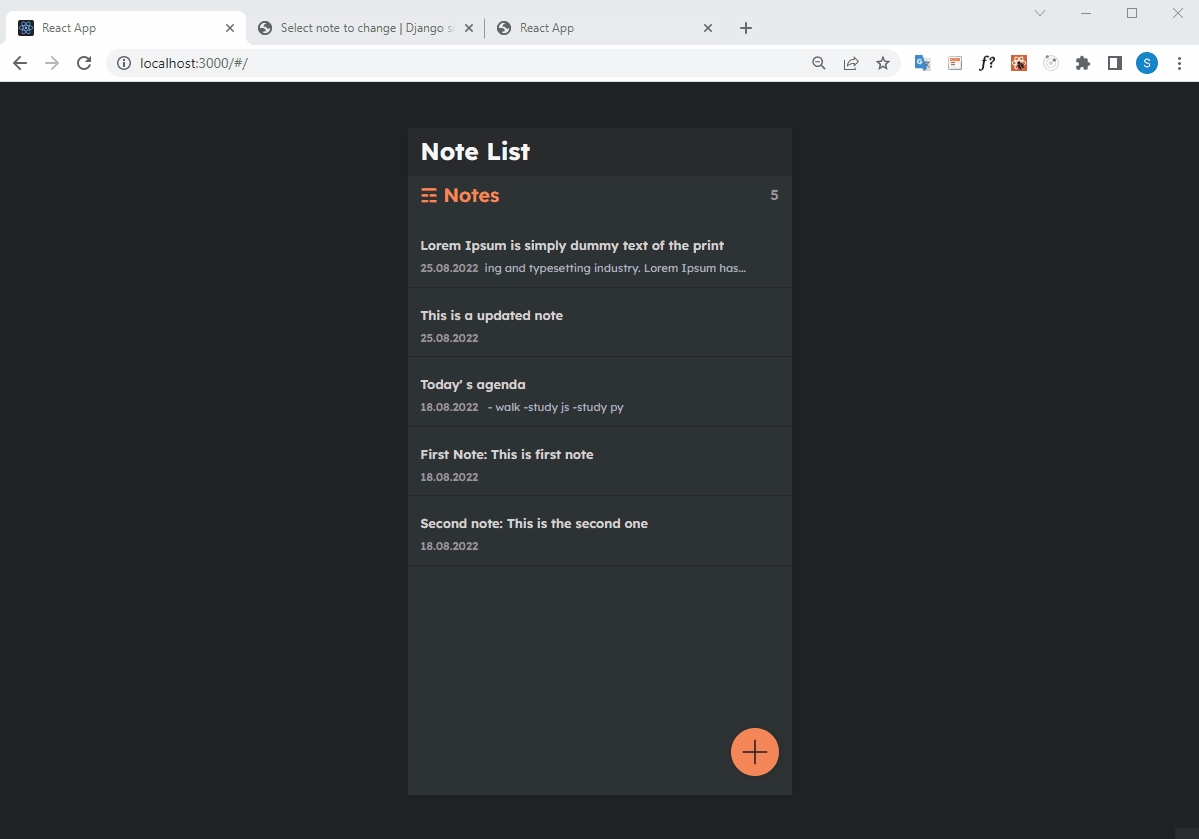 React App
Select note to change | Django s
React App
localhost:3000/#/
f?
S
Note List
Notes
5
Lorem Ipsum is simply dummy text of the print
25.08.2022 ing and typesetting industry. Lorem Ipsum has...
This is a updated note
25.08.2022
Today' s agenda
18.08.2022 - walk -study js -study py
First Note: This is first note
18.08.2022
Second note: This is the second one
18.08.2022